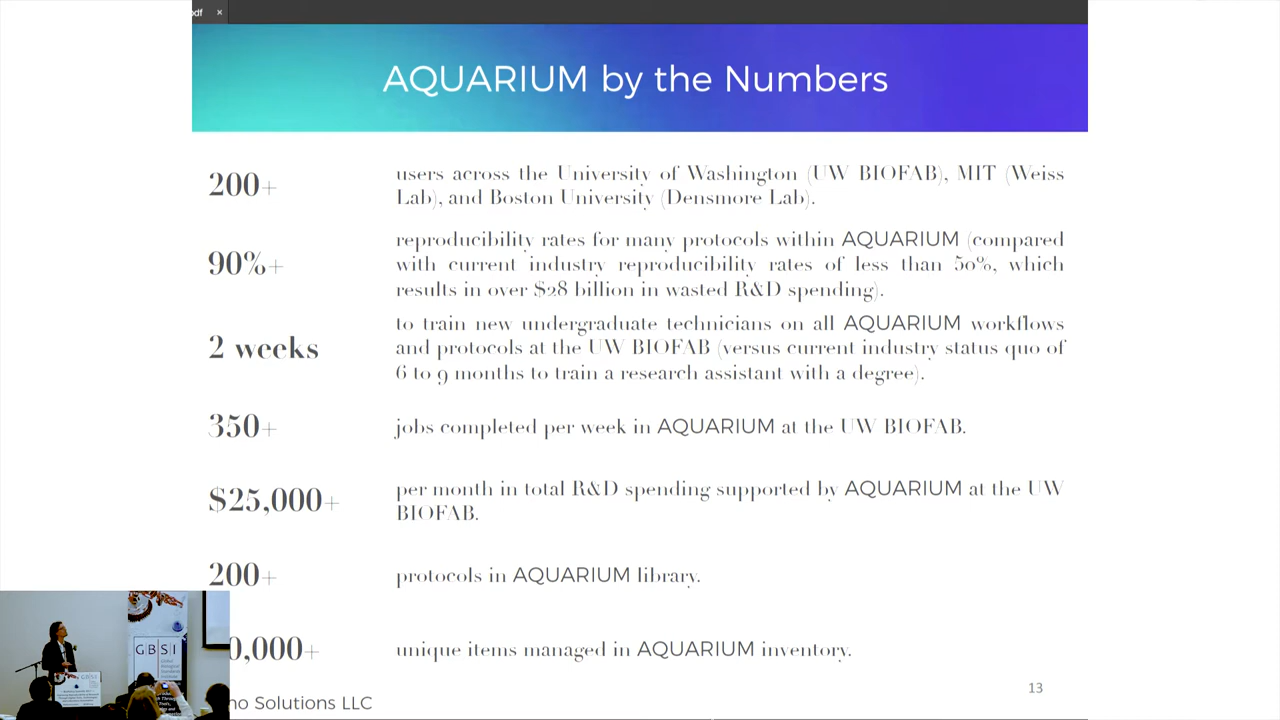 AQUARIUM by the Numbers
200+
users across the University of Washington (UW BIOFAB), MIT (Weiss
Lab), and Boston University (Densmore Lab).
90%+
reproducibility rates for many protocols within AQUARIUM (compared
with current industry reproducibility rates of less than 50%, which
results in over $28 billion in wasted R&D spending).
2 weeks
to train new undergraduate technicians on all AQUARIUM workflows
and protocols at the UW BIOFAB (versus current industry status quo of
6 to 9 months to train a research assistant with a degree).
350+
jobs completed per week in AQUARIUM at the UW BIOFAB.
$25,000+
per month in total R&D spending supported by AQUARIUM at the UW
BIOFAB.
200+
protocols in AQUARIUM library.
0,000+
unique items managed in AQUARIUM inventory.
Solutions LLC
13
GBSI